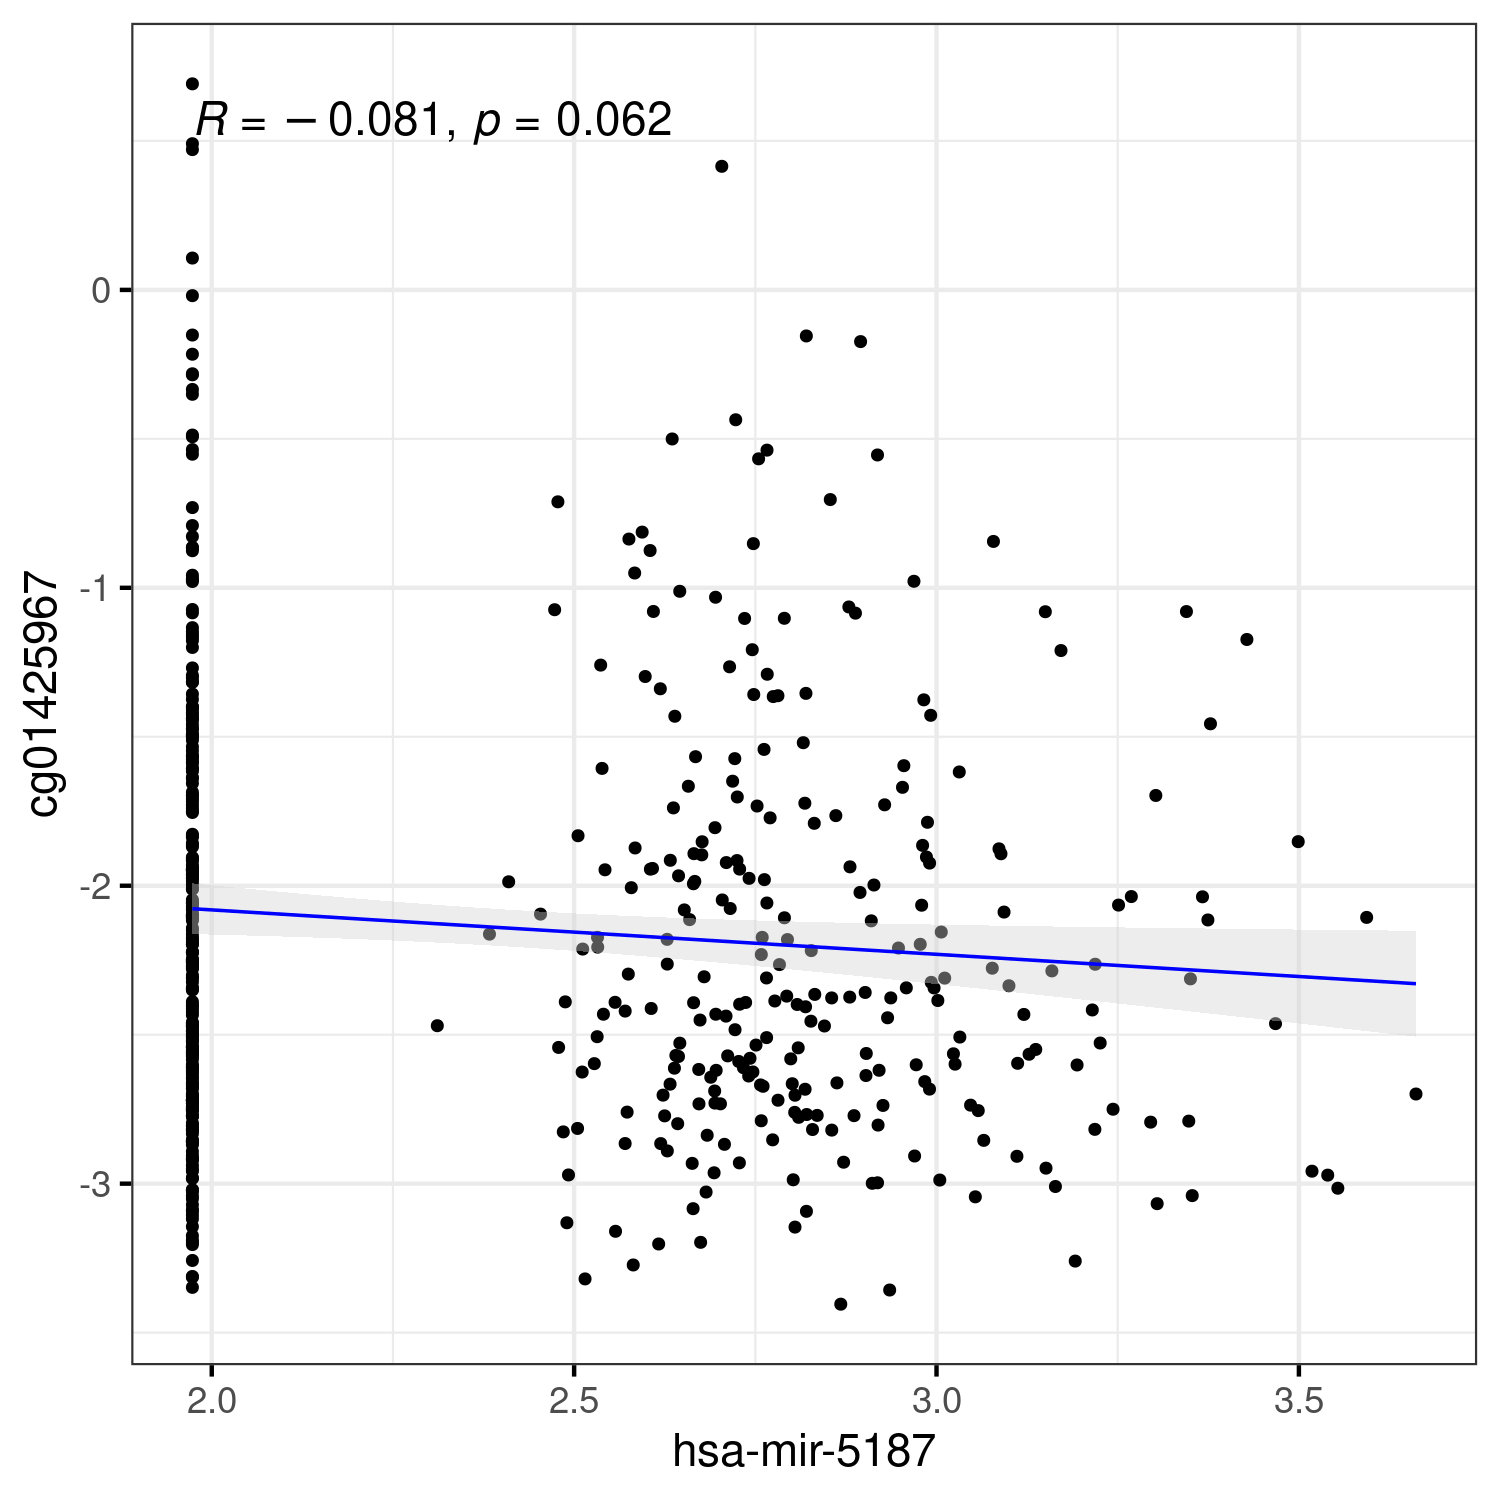 R = − 0.081, p = 0.062
0
-1
-2
-3
cg01425967
2.0 2.5 3.0 3.5
hsa-mir-5187